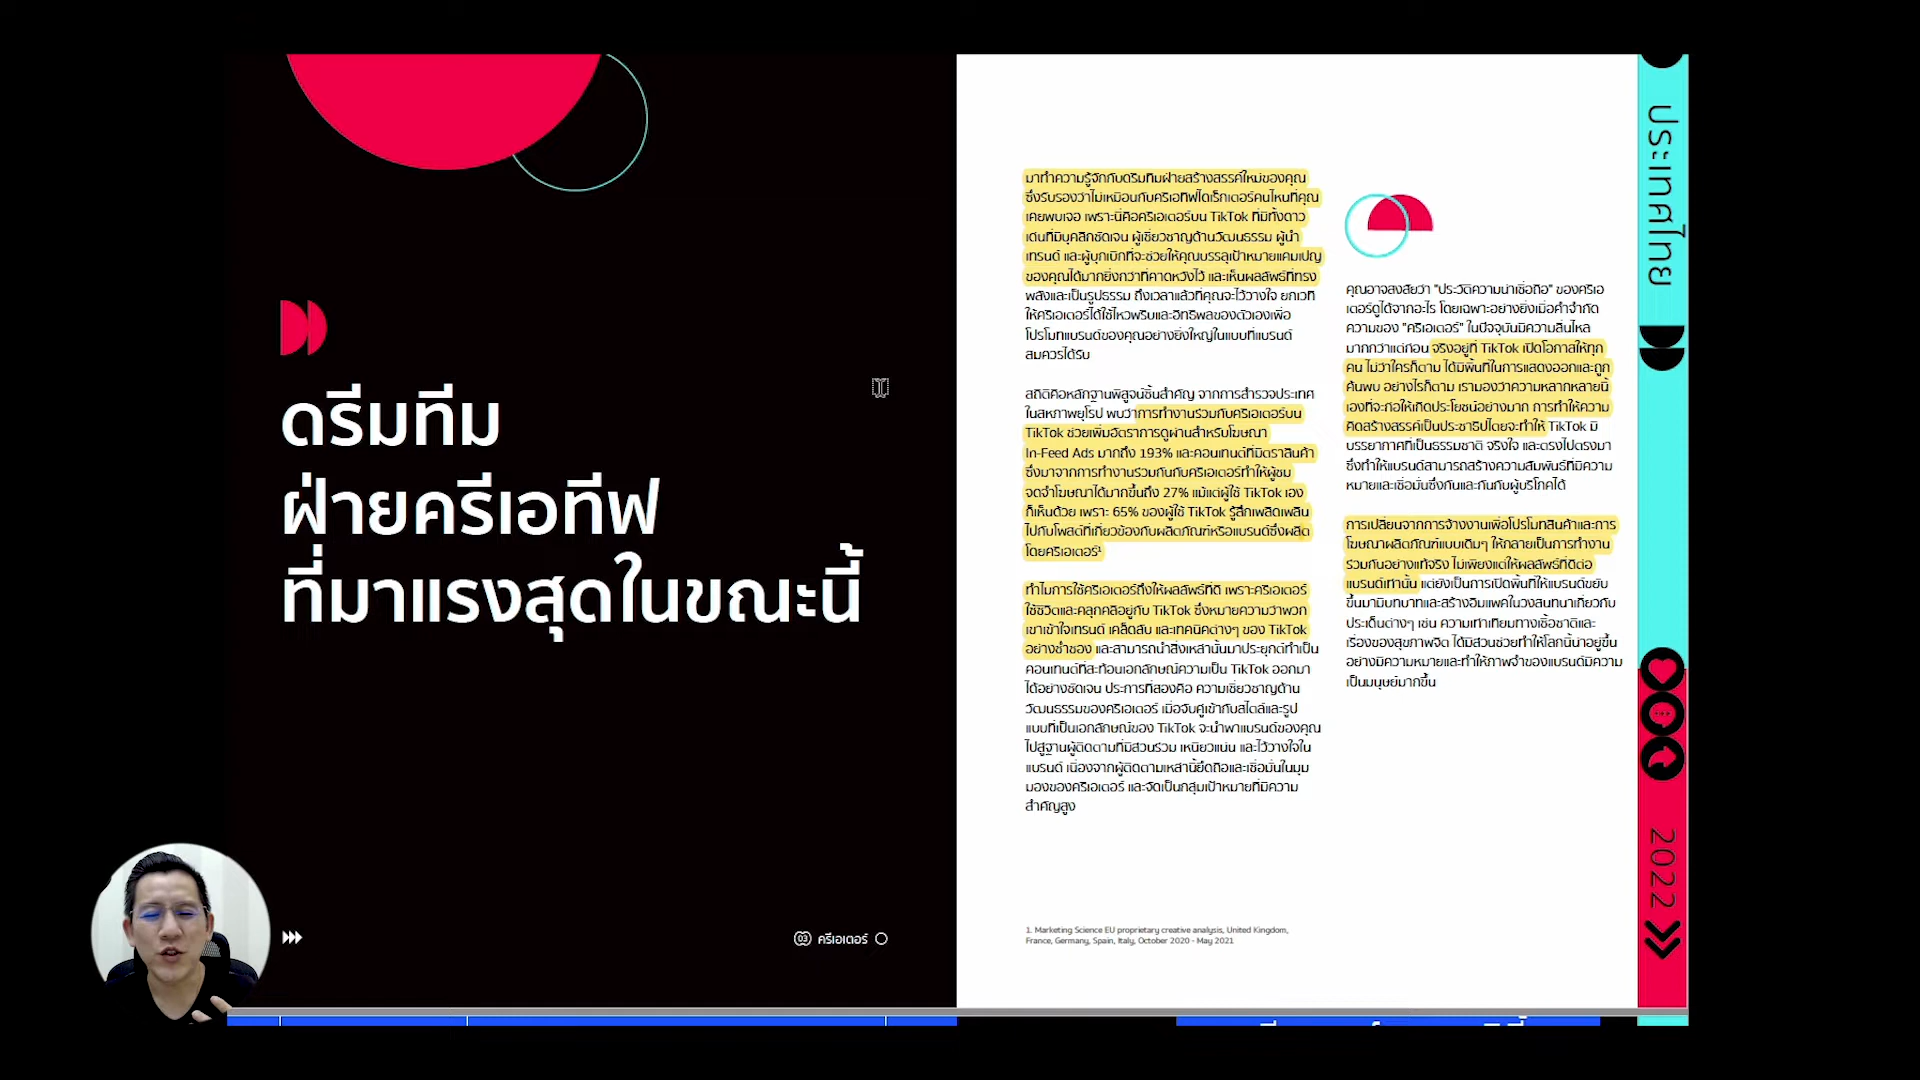 ดรีมทีม
ฝ่ายครีเอทีฟ
ที่มาแรงสุดในขณะนี้
03 ครีเอเตอร์
มาทำความรู้จักกับดรีมทีมฝ่ายสร้างสรรค์ใหม่ของคุณ
ซึ่งรับรองว่าไม่เหมือนกับครีเอทีฟไดเร็กเตอร์คนไหนที่คุณ
เคยพบเจอ เพราะนี่คือครีเอเตอร์บน TikTok ที่มีทั้งดาว
เด่นที่มีบุคลิกชัดเจน ผู้เชี่ยวชาญด้านวัฒนธรรม ผู้นำ
เทรนด์ และผู้บุกเบิกที่จะช่วยให้คุณบรรลุเป้าหมายแคมเปญ
ของคุณได้มากยิ่งกว่าที่คาดหวังไว้ และเห็นผลลัพธ์ที่ทรง
พลังและเป็นรูปธรรม ถึงเวลาแล้วที่คุณจะไว้วางใจ ยกเวที
ให้ครีเอเตอร์ได้ใช้ไหวพริบและอิทธิพลของตัวเองเพื่อ
โปรโมทแบรนด์ของคุณอย่างยิ่งใหญ่ในแบบที่แบรนด์
สมควรได้รับ
สถิติคือหลักฐานพิสูจน์ชิ้นสำคัญ จากการสำรวจประเทศ
ในสหภาพยุโรป พบว่าการทำงานร่วมกับครีเอเตอร์บน
TikTok ช่วยเพิ่มอัตราการดูผ่านสำหรับโฆษณา
In-Feed Ads มากถึง 193% และคอนเทนต์ที่มีตราสินค้า
ซึ่งมาจากการทำงานร่วมกันกับครีเอเตอร์ทำให้ผู้ชม
จดจำโฆษณาได้มากขึ้นถึง 27% แม้แต่ผู้ใช้ TikTok เอง
ก็เห็นด้วย เพราะ 65% ของผู้ใช้ TikTok รู้สึกเพลิดเพลิน
ไปกับโพสต์ที่เกี่ยวข้องกับผลิตภัณฑ์หรือแบรนด์ซึ่งผลิต
โดยครีเอเตอร์¹
ทำไมการใช้ครีเอเตอร์ถึงให้ผลลัพธ์ที่ดี เพราะครีเอเตอร์
ใช้ชีวิตและคลุกคลีอยู่กับ TikTok ซึ่งหมายความว่าพวก
เขาเข้าใจเทรนด์ เคล็ดลับ และเทคนิคต่างๆ ของ TikTok
อย่างช่ำชอง และสามารถนำสิ่งเหล่านั้นมาประยุกต์ทำเป็น
คอนเทนต์ที่สะท้อนเอกลักษณ์ความเป็น TikTok ออกมา
ได้อย่างชัดเจน ประการที่สองคือ ความเชี่ยวชาญด้าน
วัฒนธรรมของครีเอเตอร์ เมื่อจับคู่เข้ากับสไตล์และรูป
แบบที่เป็นเอกลักษณ์ของ TikTok จะนำพาแบรนด์ของคุณ
ไปสู่ฐานผู้ติดตามที่มีส่วนร่วม เหนียวแน่น และไว้วางใจใน
แบรนด์ เนื่องจากผู้ติดตามเหล่านี้ยึดถือและเชื่อมั่นในมุม
มองของครีเอเตอร์ และจัดเป็นกลุ่มเป้าหมายที่มีความ
สำคัญสูง
1. Marketing Science EU proprietary creative analysis, United Kingdom,
France, Germany, Spain, Italy, October 2020 - May 2021
คุณอาจสงสัยว่า "ประวัติความน่าเชื่อถือ" ของครีเอ
เตอร์ดูได้จากอะไร โดยเฉพาะอย่างยิ่งเมื่อคำจำกัด
ความของ "ครีเอเตอร์" ในปัจจุบันมีความลื่นไหล
มากกว่าแต่ก่อน จริงอยู่ที่ TikTok เปิดโอกาสให้ทุก
คน ไม่ว่าใครก็ตาม ได้มีพื้นที่ในการแสดงออกและถูก
ค้นพบ อย่างไรก็ตาม เรามองว่าความหลากหลายนี้
เองที่จะก่อให้เกิดประโยชน์อย่างมาก การทำให้ความ
คิดสร้างสรรค์เป็นประชาธิปไตยจะทำให้ TikTok มี
บรรยากาศที่เป็นธรรมชาติ จริงใจ และตรงไปตรงมา
ซึ่งทำให้แบรนด์สามารถสร้างความสัมพันธ์ที่มีความ
หมายและเชื่อมั่นซึ่งกันและกันกับผู้บริโภคได้
การเปลี่ยนจากการจ้างงานเพื่อโปรโมทสินค้าและการ
โฆษณาผลิตภัณฑ์แบบเดิมๆ ให้กลายเป็นการทำงาน
ร่วมกันอย่างแท้จริง ไม่เพียงแต่ให้ผลลัพธ์ที่ดีต่อ
แบรนด์เท่านั้น แต่ยังเป็นการเปิดพื้นที่ให้แบรนด์ขยับ
ขึ้นมามีบทบาทและสร้างอิมแพคในวงสนทนาเกี่ยวกับ
ประเด็นต่างๆ เช่น ความเท่าเทียมทางเชื้อชาติและ
เรื่องของสุขภาพจิต ได้มีส่วนช่วยทำให้โลกนี้น่าอยู่ขึ้น
อย่างมีความหมายและทำให้ภาพจำของแบรนด์มีความ
เป็นมนุษย์มากขึ้น
ประเทศไทย
2022